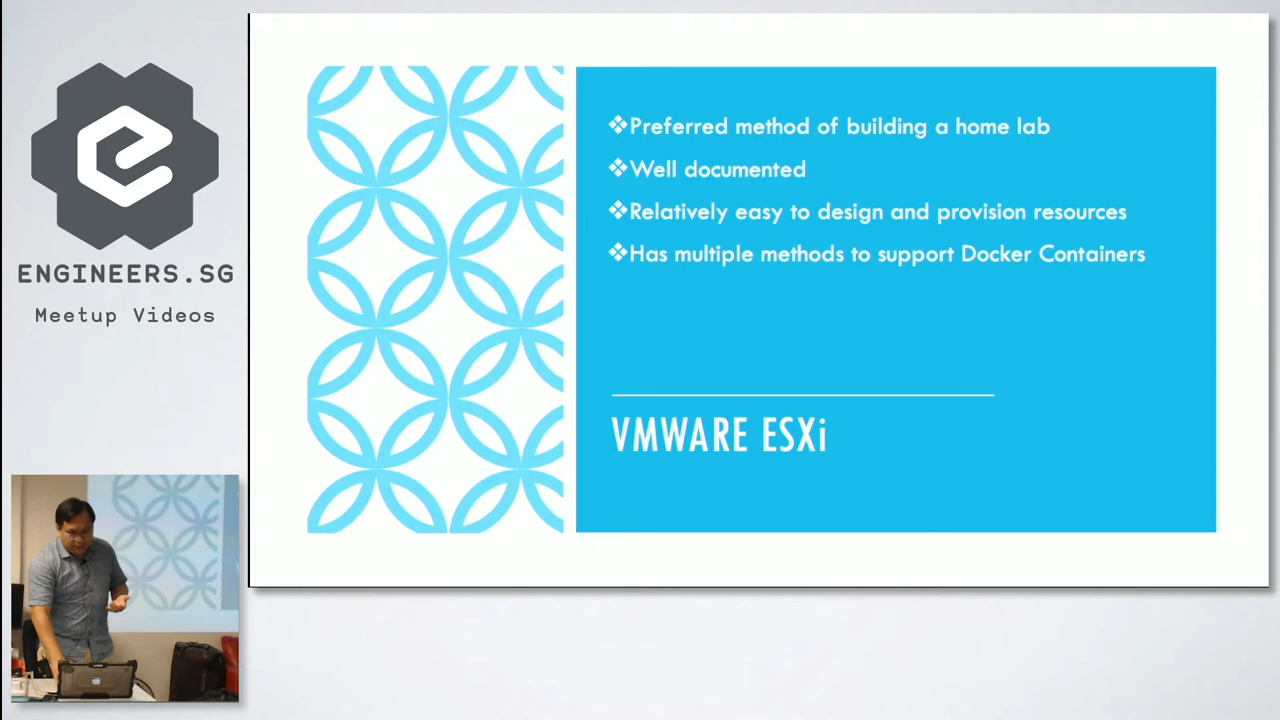 ENGINEERS.SG
Meetup Videos
❖Preferred method of building a home lab
❖Well documented
❖Relatively easy to design and provision resources
❖Has multiple methods to support Docker Containers
VMWARE ESXi